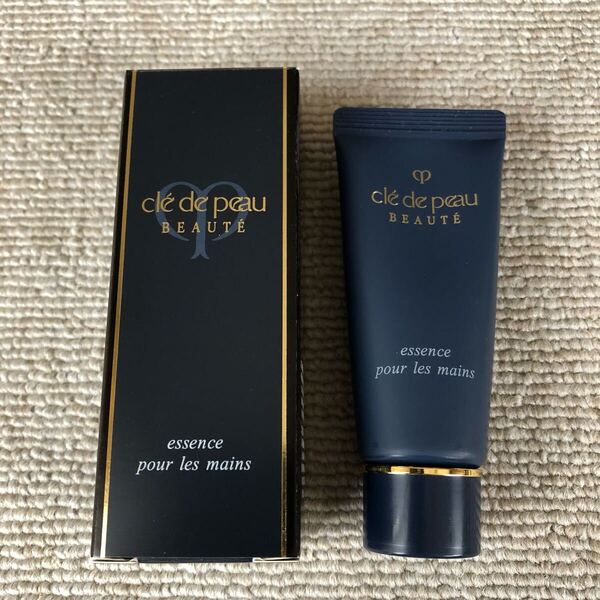 clé de peau
BEAUTÉ
essence
pour les mains
clé de peau
BEAUTÉ
essence
pour les mains